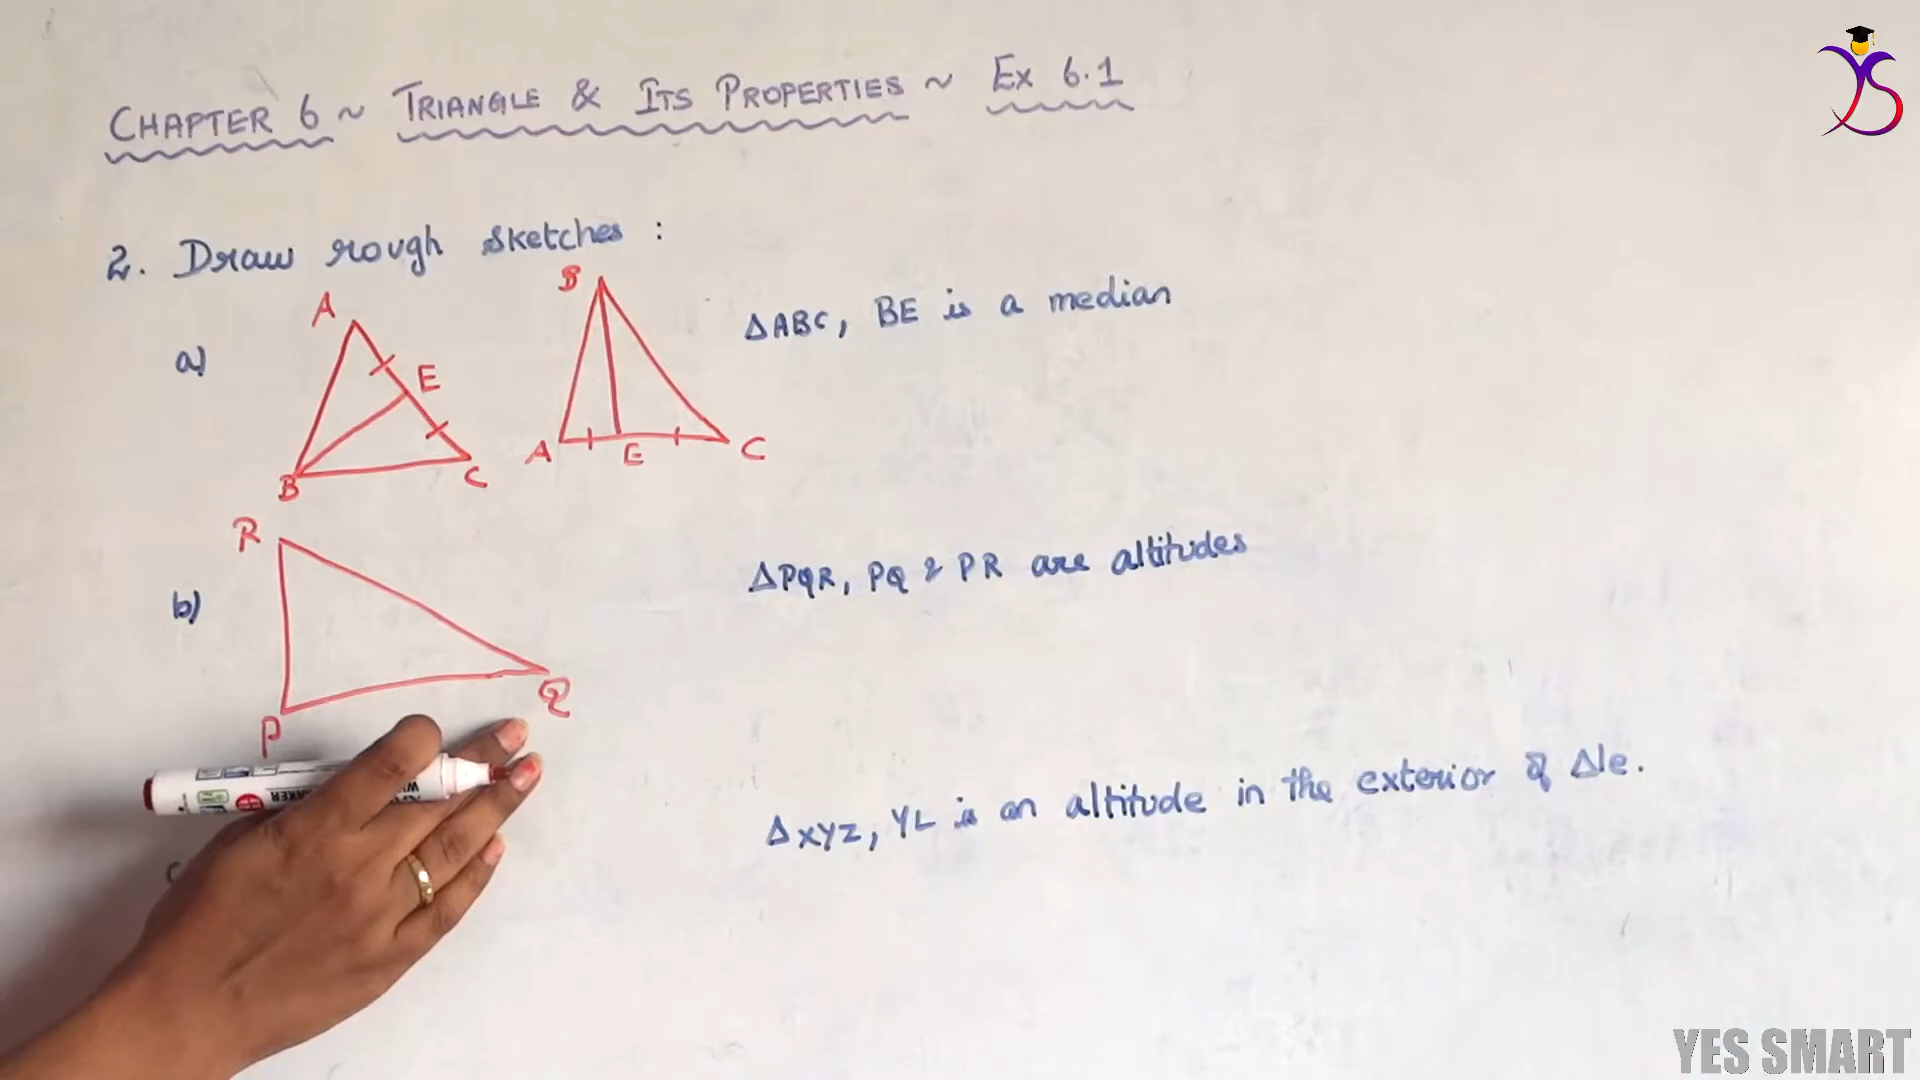 CHAPTER 6 ~ TRIANGLE & ITS PROPERTIES ~ EX 6.1
2. Draw rough sketches :
a)
A
E
B
C
B
A
E
C
ΔABC, BE is a median
b)
R
P
Q
ΔPQR, PQ & PR are altitudes
ΔXYZ, YL is an altitude in the exterior of Δle.
YS
YES SMART